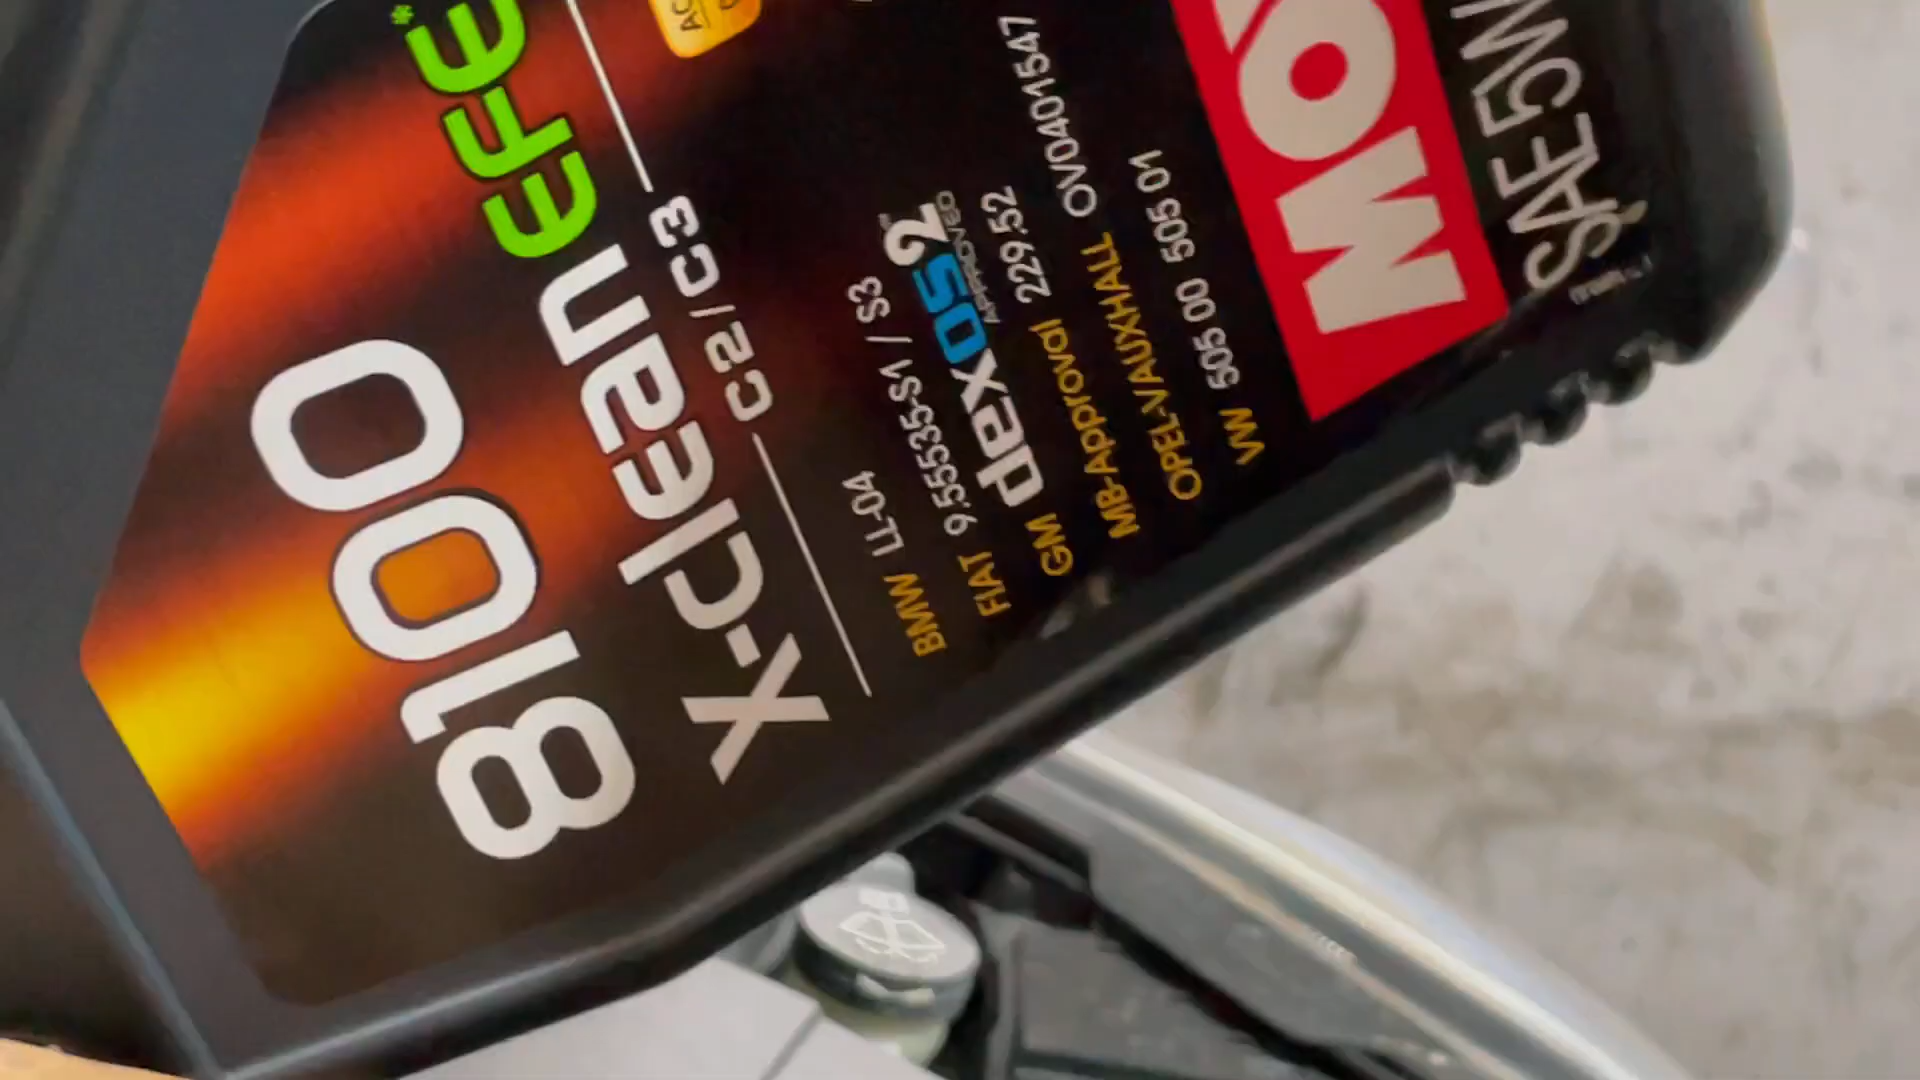 8100
x-clean EFE*
C2/C3
BMW LL-04
FIAT 9.55535-S1 / S3
GM dexos2™
APPROVED
MB-Approval 229.52
OPEL-VAUXHALL OV0401547
VW 505 00 505 01
MO
SAE 5W